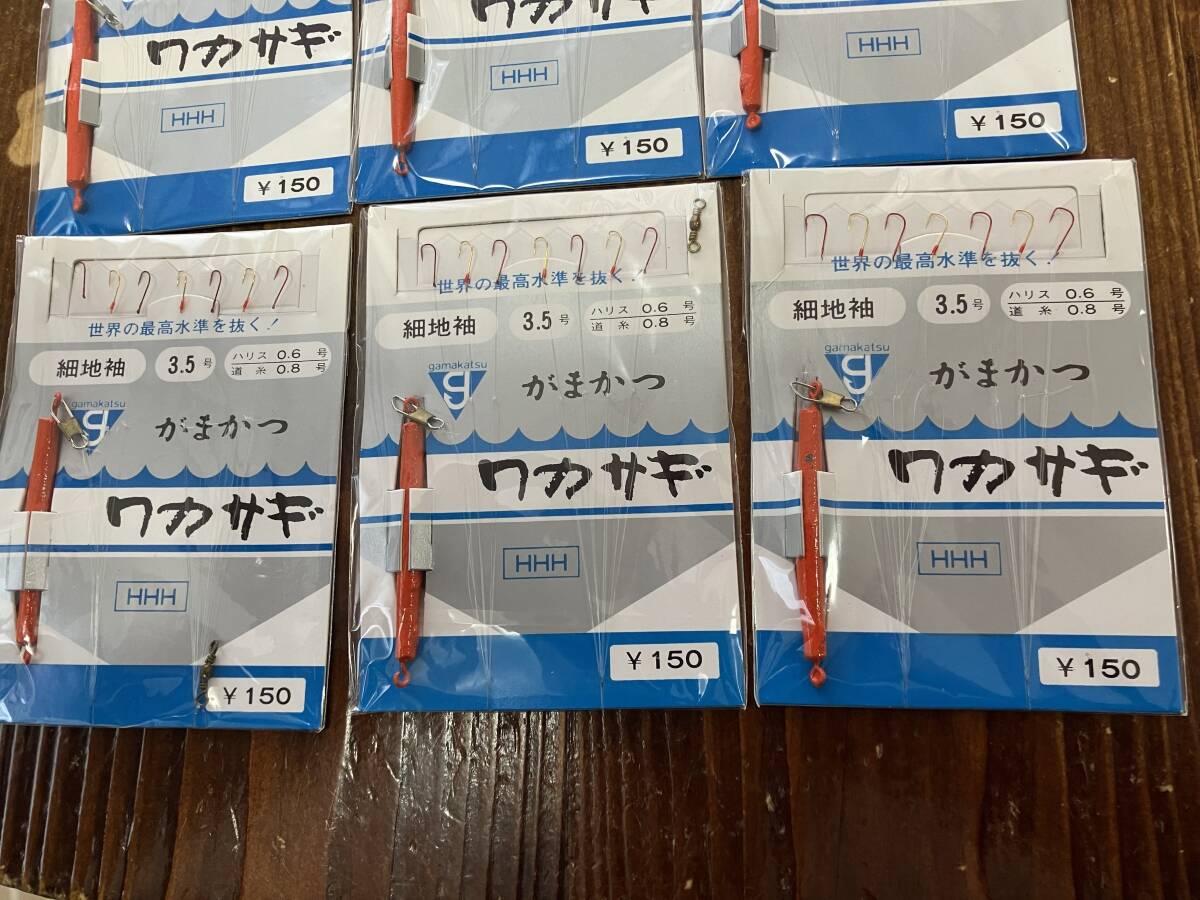 ワカサギ
HHH
¥150
ワカサギ
HHH
¥150
ワカサギ
HHH
¥150
世界の最高水準を抜く!
細地袖 3.5号 ハリス 0.6 号
道糸 0.8 号
gamakatsu
がまかつ
ワカサギ
HHH
¥150
世界の最高水準を抜く!
細地袖 3.5号 ハリス 0.6 号
道糸 0.8 号
gamakatsu
がまかつ
ワカサギ
HHH
¥150
世界の最高水準を抜く!
細地袖 3.5号 ハリス 0.6 号
道糸 0.8 号
gamakatsu
がまかつ
ワカサギ
HHH
¥150